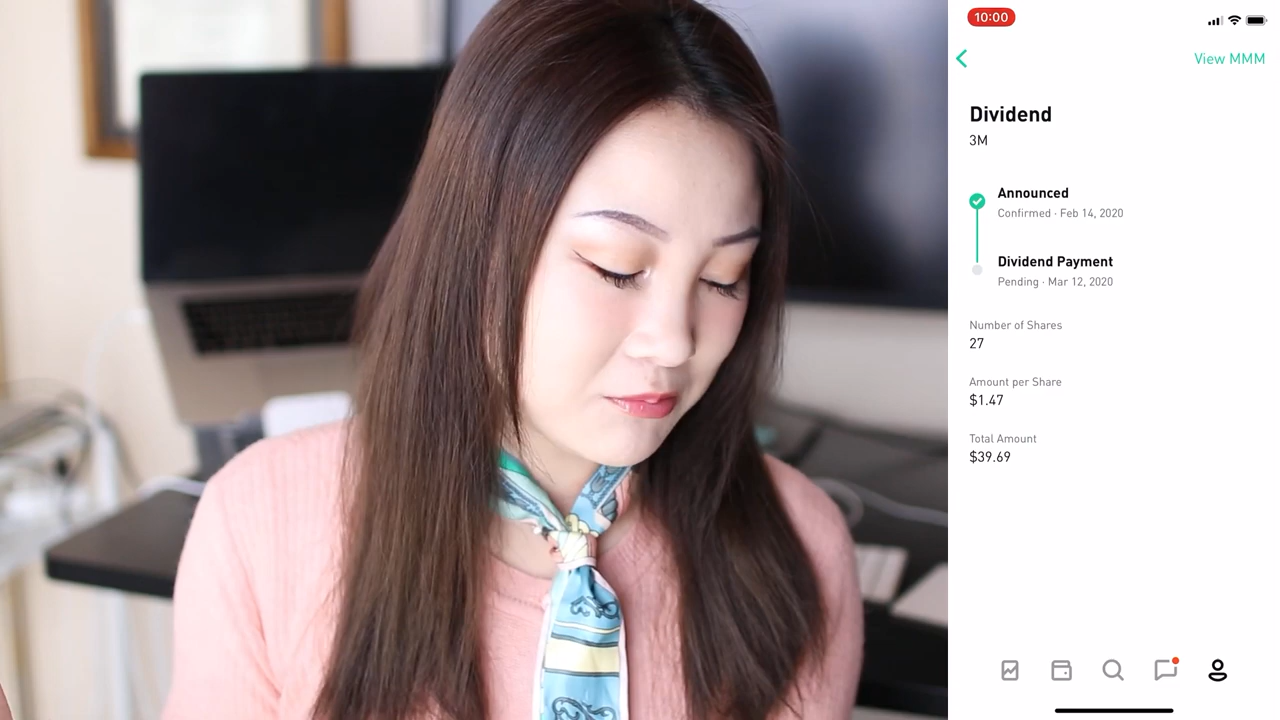 10:00
View MMM
Dividend
3M
Announced
Confirmed · Feb 14, 2020
Dividend Payment
Pending · Mar 12, 2020
Number of Shares
27
Amount per Share
$1.47
Total Amount
$39.69